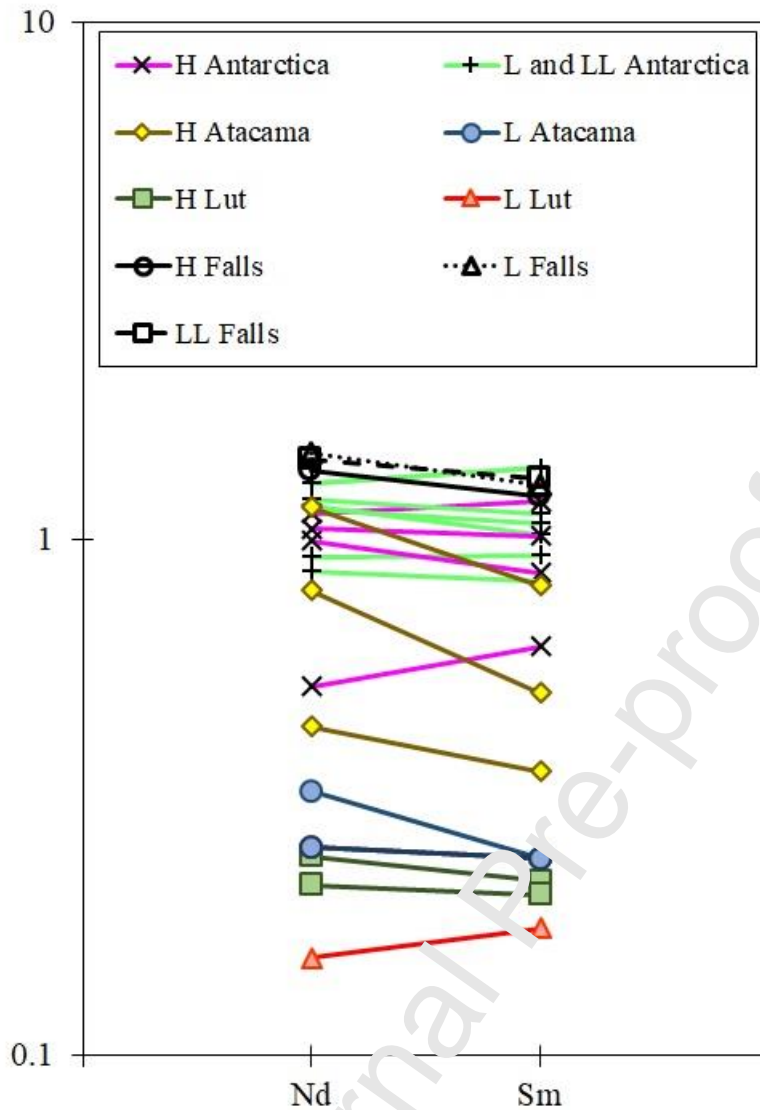 10
H Antarctica
L and LL Antarctica
H Atacama
L Atacama
H Lut
L Lut
H Falls
L Falls
LL Falls
1
0.1
Nd
Sm
rnal Pre-proof